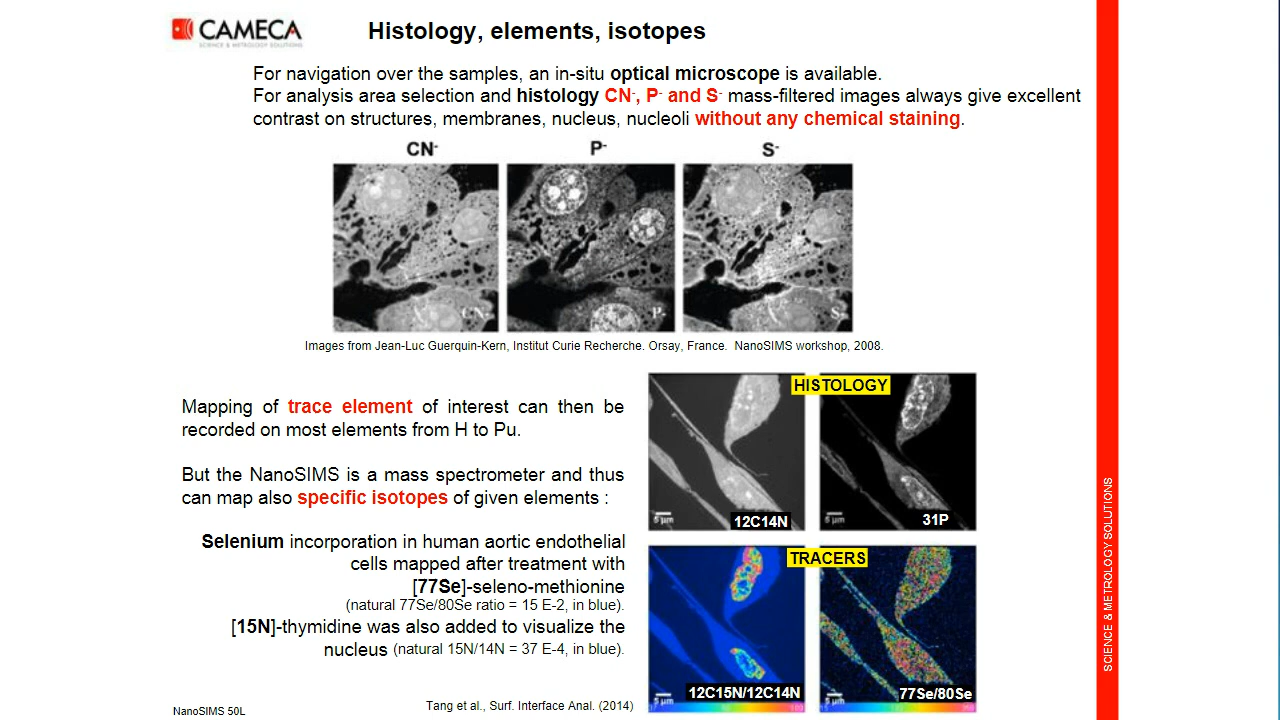 CAMECA
SCIENCE & METROLOGY SOLUTIONS
Histology, elements, isotopes
For navigation over the samples, an in-situ optical microscope is available.
For analysis area selection and histology CN-, P- and S- mass-filtered images always give excellent
contrast on structures, membranes, nucleus, nucleoli without any chemical staining.
CN- P- S-
CN- P- S-
Images from Jean-Luc Guerquin-Kern, Institut Curie Recherche. Orsay, France. NanoSIMS workshop, 2008.
HISTOLOGY
Mapping of trace element of interest can then be
recorded on most elements from H to Pu.
But the NanoSIMS is a mass spectrometer and thus
can map also specific isotopes of given elements :
5 µm 12C14N 5 µm 31P
Selenium incorporation in human aortic endothelial
cells mapped after treatment with
[77Se]-seleno-methionine
(natural 77Se/80Se ratio = 15 E-2, in blue).
[15N]-thymidine was also added to visualize the
nucleus (natural 15N/14N = 37 E-4, in blue).
TRACERS
5 µm 12C15N/12C14N 5 µm 77Se/80Se
Tang et al., Surf. Interface Anal. (2014)
NanoSIMS 50L
SCIENCE & METROLOGY SOLUTIONS